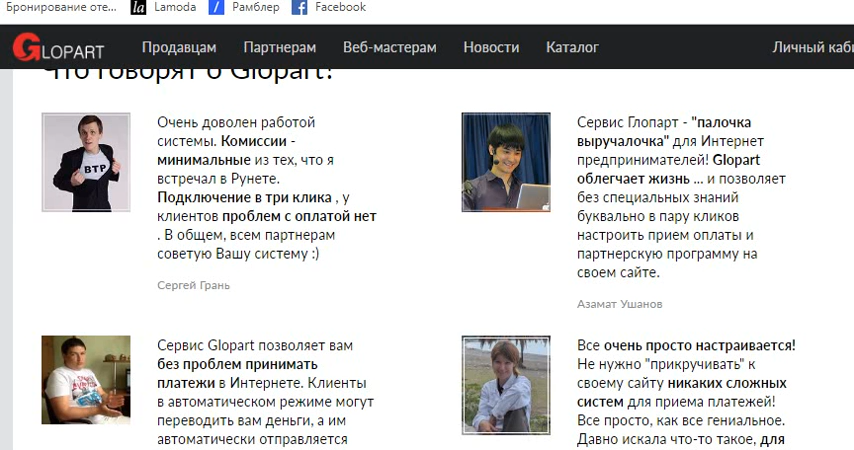 Бронирование оте... la Lamoda / Рамблер f Facebook
GLOPART Продавцам Партнерам Веб-мастерам Новости Каталог Личный каби
Что говорят о Glopart?
Очень доволен работой
системы. Комиссии -
минимальные из тех, что я
встречал в Рунете.
Подключение в три клика , у
клиентов проблем с оплатой нет
. В общем, всем партнерам
советую Вашу систему :)
Сергей Грань
ВТР
Сервис Глопарт - "палочка
выручалочка" для Интернет
предпринимателей! Glopart
облегчает жизнь ... и позволяет
без специальных знаний
буквально в пару кликов
настроить прием оплаты и
партнерскую программу на
своем сайте.
Азамат Ушанов
Сервис Glopart позволяет вам
без проблем принимать
платежи в Интернете. Клиенты
в автоматическом режиме могут
переводить вам деньги, а им
автоматически отправляется
Все очень просто настраивается!
Не нужно "прикручивать" к
своему сайту никаких сложных
систем для приема платежей!
Все просто, как все гениальное.
Давно искала что-то такое, для